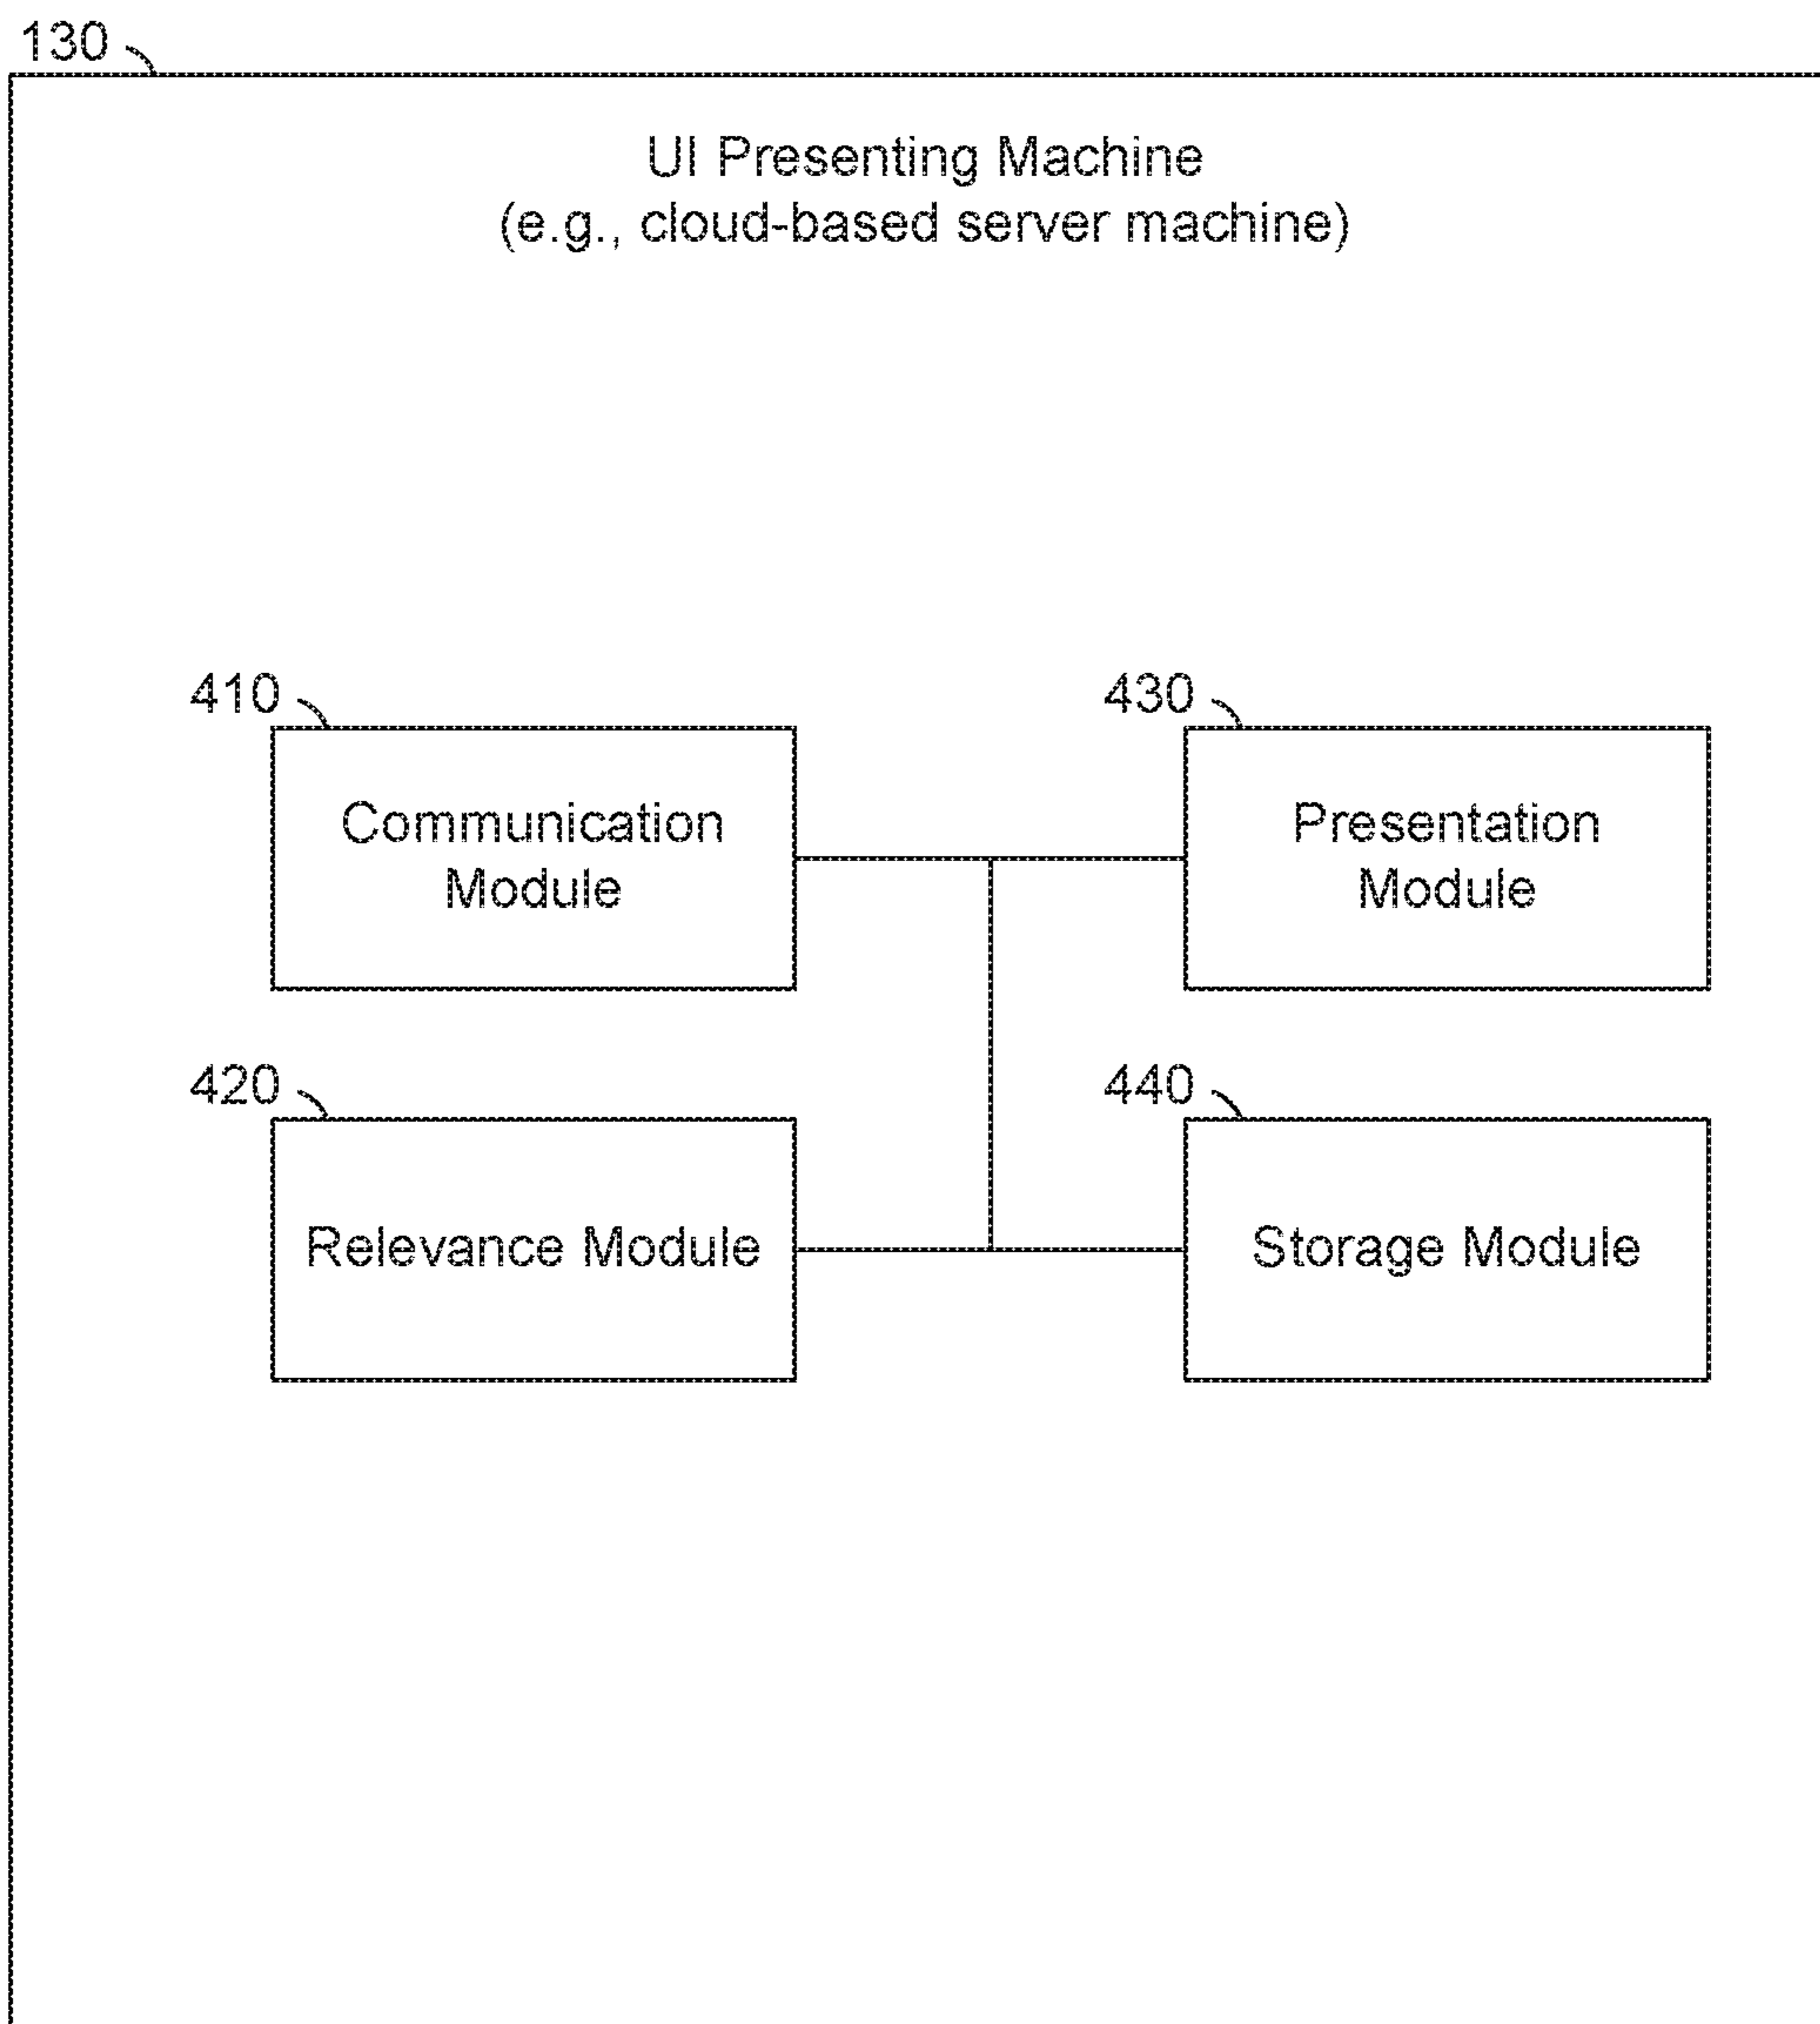 130
UI Presenting Machine
(e.g., cloud-based server machine)
410
Communication
Module
430
Presentation
Module
420
Relevance Module
440
Storage Module